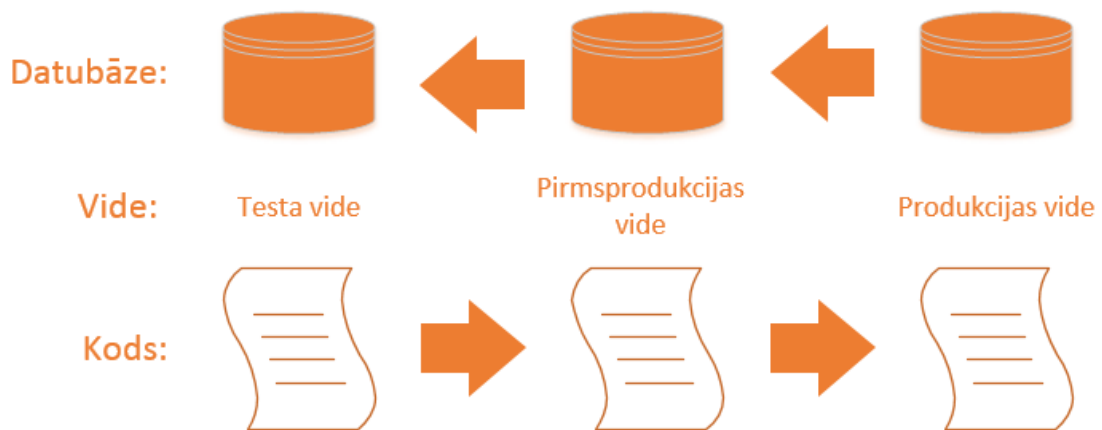 Datubāze:
Vide:
Testa vide
Pirmsprodukcijas
vide
Produkcijas vide
Kods: